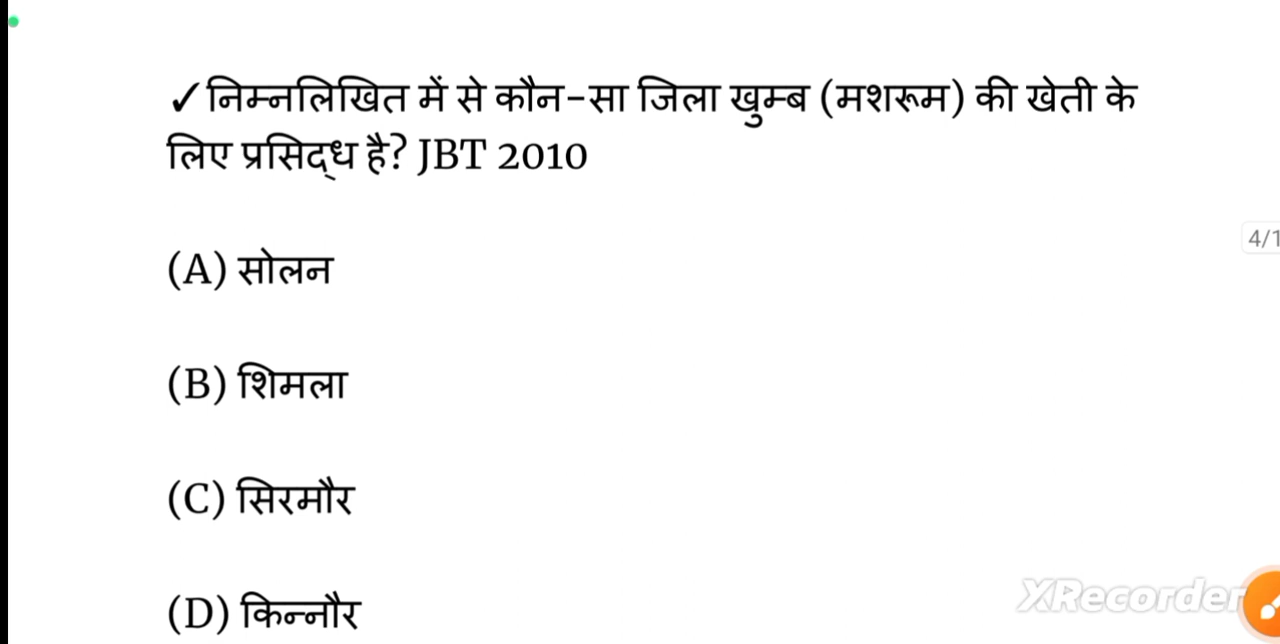 ✓निम्नलिखित में से कौन-सा जिला खुम्ब (मशरूम) की खेती के
लिए प्रसिद्ध है? JBT 2010
4/1
(A) सोलन
(B) शिमला
(C) सिरमौर
(D) किन्नौर
XRecorder